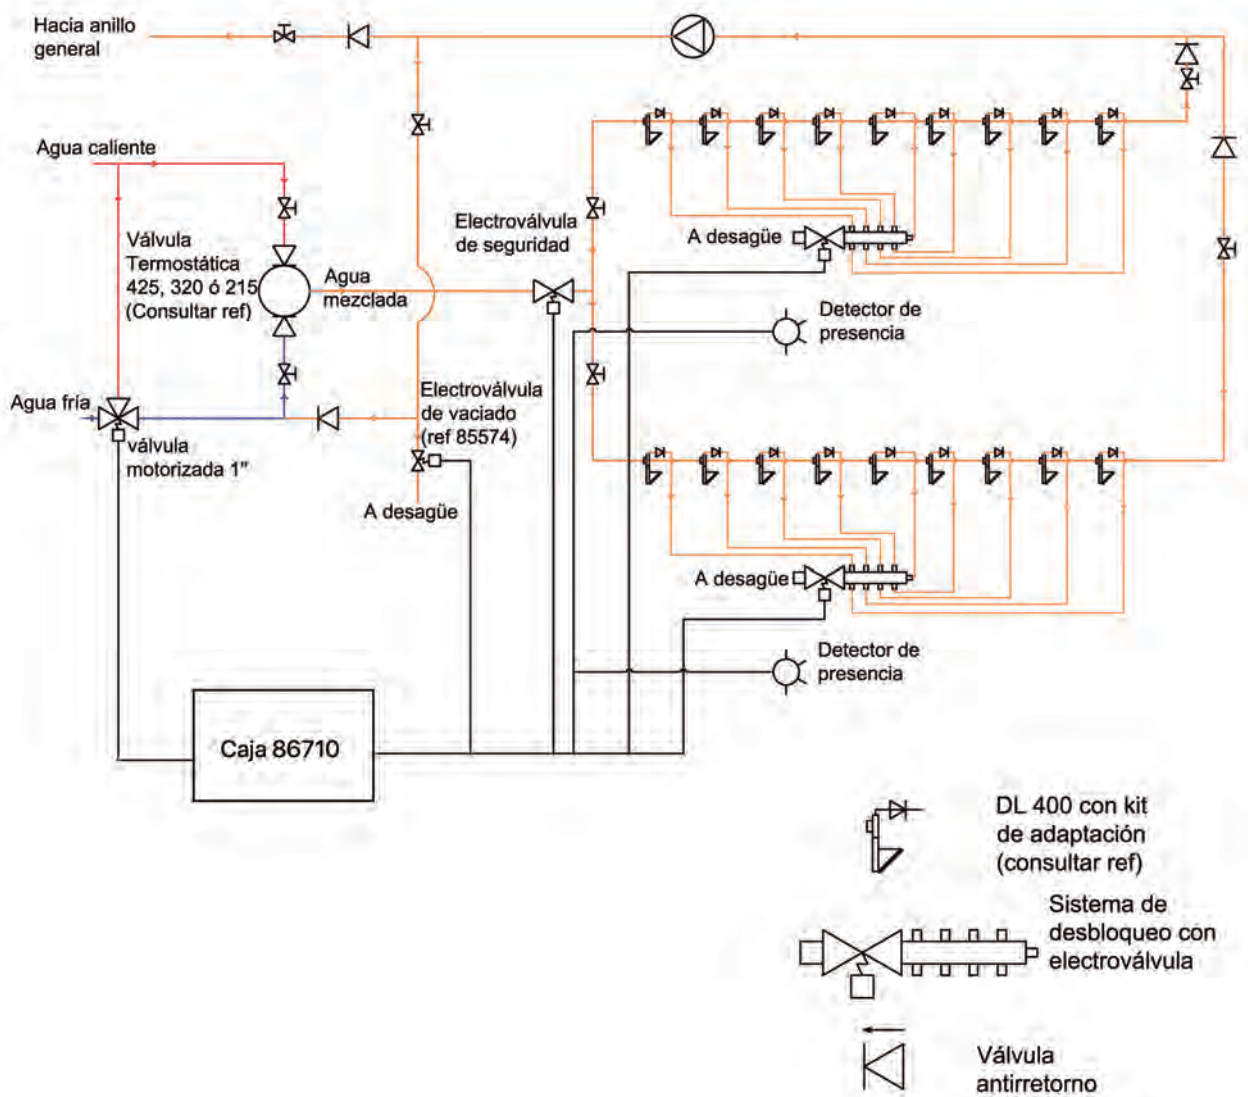 Hacia anillo
general
Agua caliente
Válvula
Termostática
425, 320 ó 215
(Consultar ref)
Agua
mezclada
Electroválvula
de seguridad
A desagüe
Detector de
presencia
Agua fría
válvula
motorizada 1"
Electroválvula
de vaciado
(ref 85574)
A desagüe
A desagüe
Detector de
presencia
Caja 86710
DL 400 con kit
de adaptación
(consultar ref)
Sistema de
desbloqueo con
electroválvula
Válvula
antirretorno